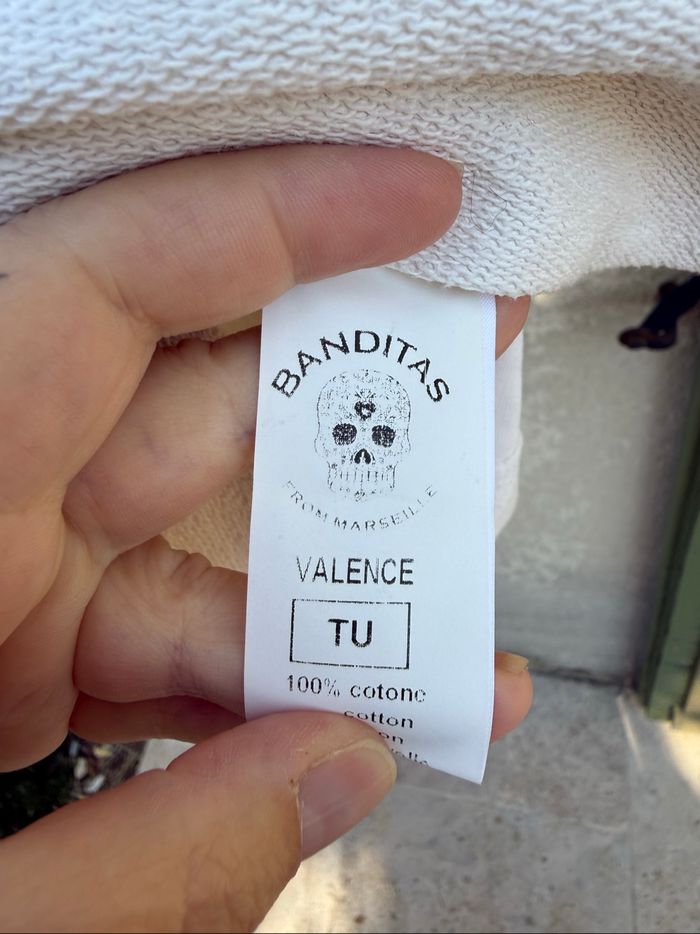 BANDITAS
FROM MARSEILLE
VALENCE
TU
100% cotone
cotton